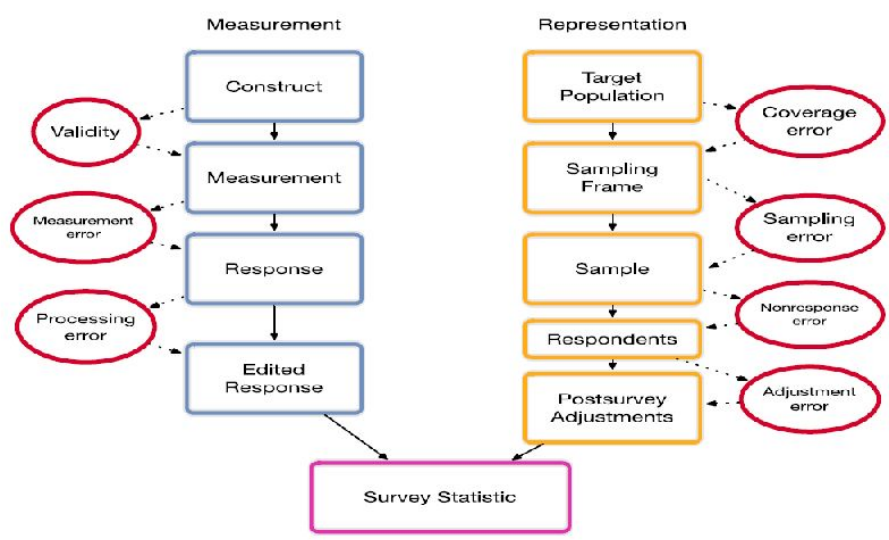 Measurement
Construct
Validity
Measurement
Measurement
error
Response
Processing
error
Edited
Response
Representation
Target
Population
Coverage
error
Sampling
Frame
Sampling
error
Sample
Nonresponse
error
Respondents
Adjustment
error
Postsurvey
Adjustments
Survey Statistic